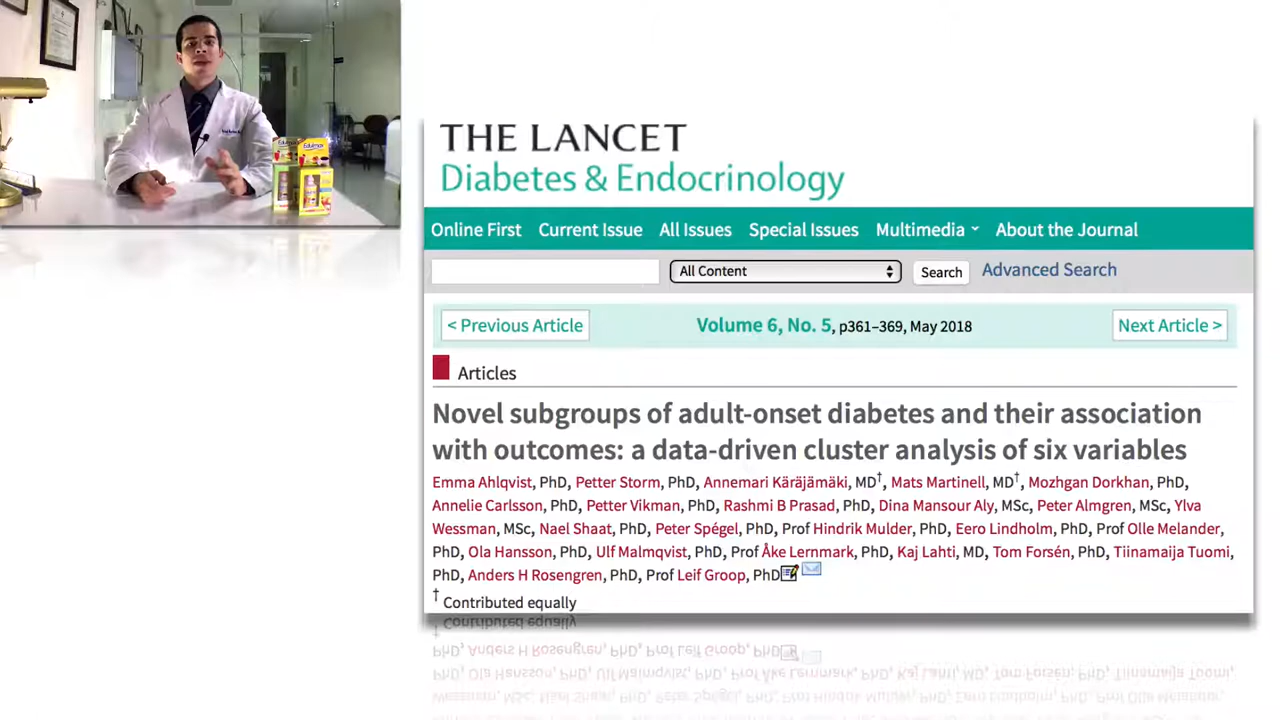 Edulmax
Edulmax
THE LANCET
Diabetes & Endocrinology
Online First Current Issue All Issues Special Issues Multimedia About the Journal
All Content Search Advanced Search
< Previous Article Volume 6, No. 5, p361–369, May 2018 Next Article >
Articles
Novel subgroups of adult-onset diabetes and their association
with outcomes: a data-driven cluster analysis of six variables
Emma Ahlqvist, PhD, Petter Storm, PhD, Annemari Käräjämäki, MD†, Mats Martinell, MD†, Mozhgan Dorkhan, PhD,
Annelie Carlsson, PhD, Petter Vikman, PhD, Rashmi B Prasad, PhD, Dina Mansour Aly, MSc, Peter Almgren, MSc, Ylva
Wessman, MSc, Nael Shaat, PhD, Peter Spégel, PhD, Prof Hindrik Mulder, PhD, Eero Lindholm, PhD, Prof Olle Melander,
PhD, Ola Hansson, PhD, Ulf Malmqvist, PhD, Prof Åke Lernmark, PhD, Kaj Lahti, MD, Tom Forsén, PhD, Tiinamaija Tuomi,
PhD, Anders H Rosengren, PhD, Prof Leif Groop, PhD
† Contributed equally